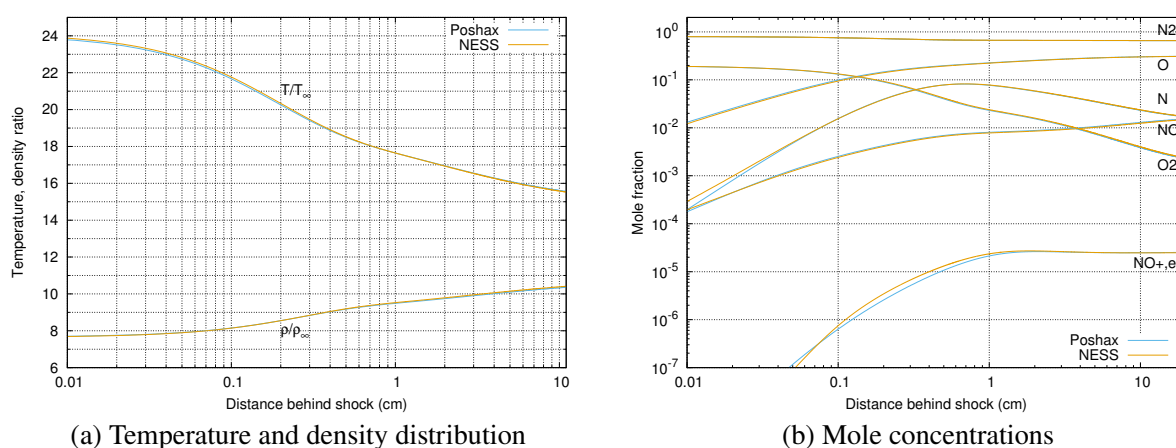 Poshax
NESS
24
22
20
18
16
14
12
10
8
6
T/T∞
ρ/ρ∞
Temperature, density ratio
0.01 0.1 1 10
Distance behind shock (cm)
(a) Temperature and density distribution
10^0
10^-1
10^-2
10^-3
10^-4
10^-5
10^-6
10^-7
Mole fraction
N2
O
N
NO
O2
NO+,e
Poshax
NESS
0.01 0.1 1 10
Distance behind shock (cm)
(b) Mole concentrations